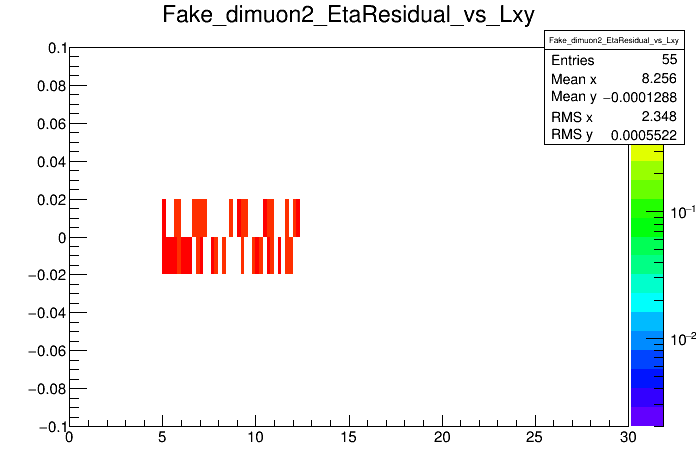 Fake_dimuon2_EtaResidual_vs_Lxy
Fake_dimuon2_EtaResidual_vs_Lxy
Entries 55
Mean x 8.256
Mean y −0.0001288
RMS x 2.348
RMS y 0.0005522
0.1
0.08
0.06
0.04
0.02
0
−0.02
−0.04
−0.06
−0.08
−0.1
0 5 10 15 20 25 30
10−1
10−2